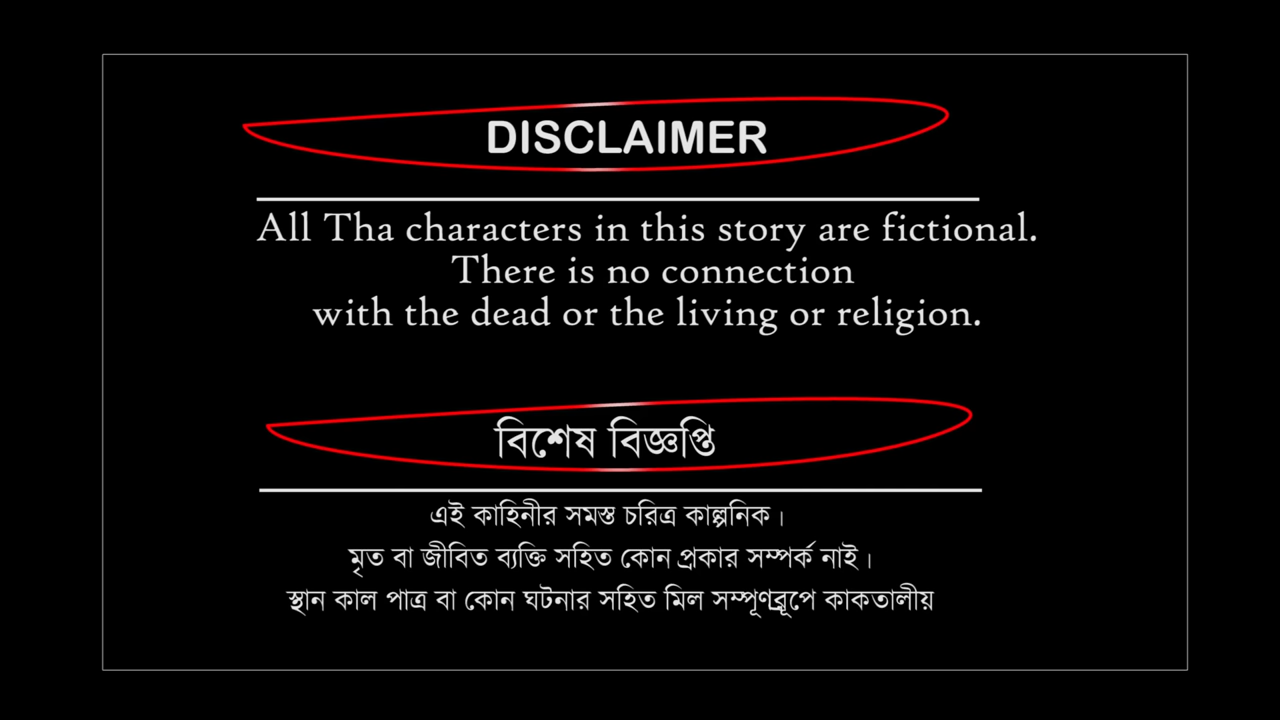 DISCLAIMER
All Tha characters in this story are fictional.
There is no connection
with the dead or the living or religion.
বিশেষ বিজ্ঞপ্তি
এই কাহিনীর সমস্ত চরিত্র কাল্পনিক।
মৃত বা জীবিত ব্যক্তি সহিত কোন প্রকার সম্পর্ক নাই।
স্থান কাল পাত্র বা কোন ঘটনার সহিত মিল সম্পূণব্রূপে কাকতালীয়